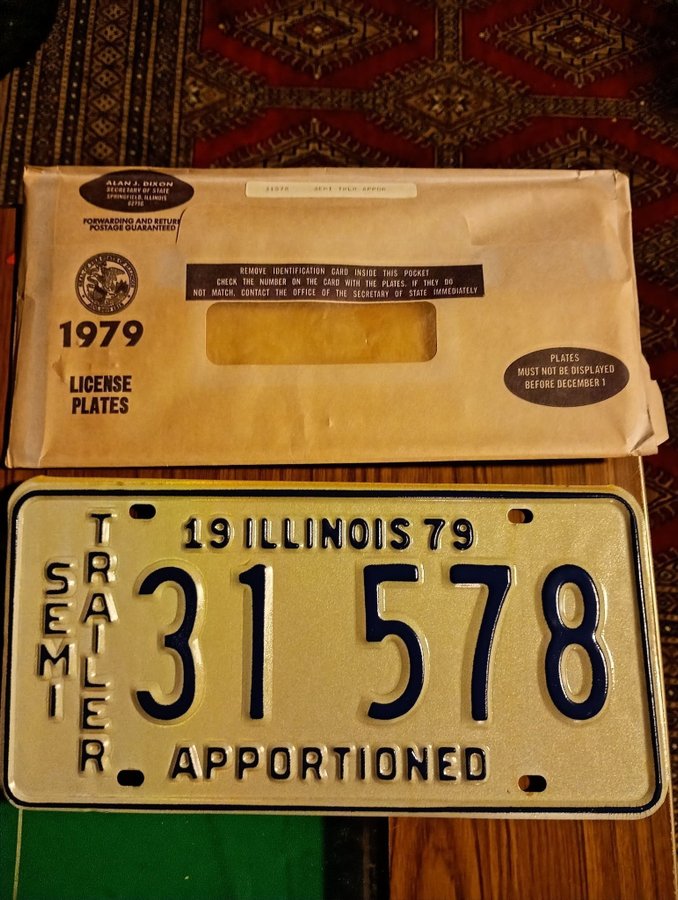 ALAN J. DIXON
SECRETARY OF STATE
SPRINGFIELD, ILLINOIS
62756
FORWARDING AND RETURN
POSTAGE GUARANTEED
31578 SEMI TRLR APPOR
REMOVE IDENTIFICATION CARD INSIDE THIS POCKET
CHECK THE NUMBER ON THE CARD WITH THE PLATES. IF THEY DO
NOT MATCH, CONTACT THE OFFICE OF THE SECRETARY OF STATE IMMEDIATELY
1979
LICENSE
PLATES
PLATES
MUST NOT BE DISPLAYED
BEFORE DECEMBER 1
19 ILLINOIS 79
SEMI
TRAILER
31 578
APPORTIONED